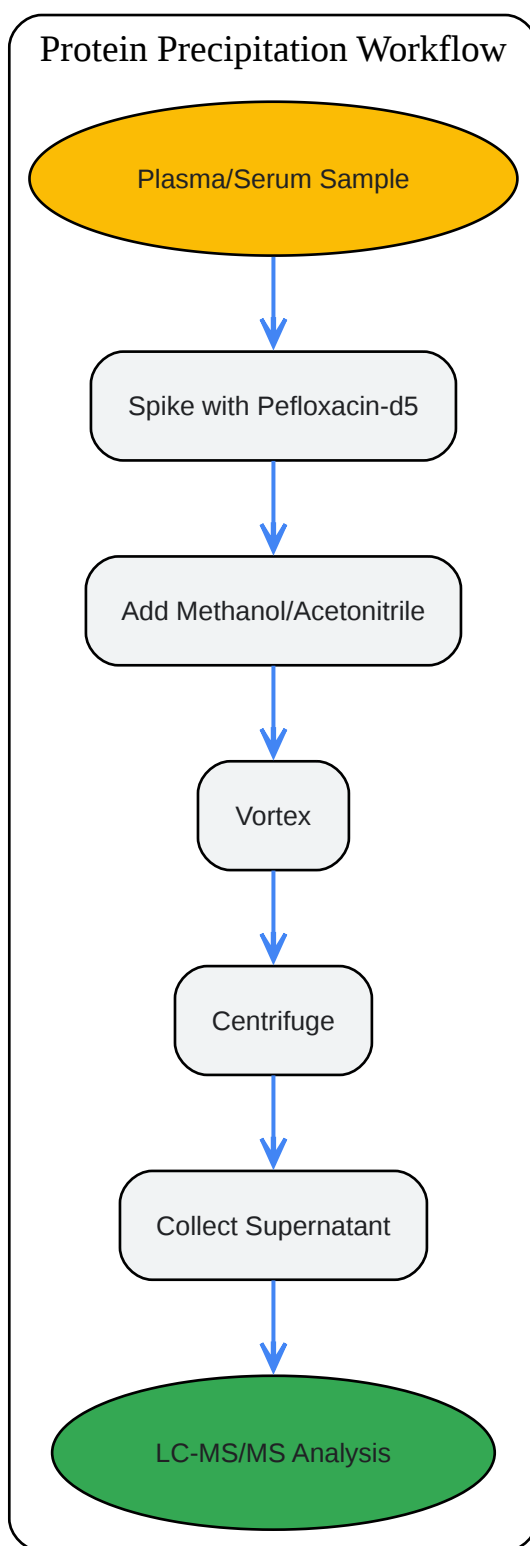 Protein Precipitation Workflow
Plasma/Serum Sample
Spike with Pefloxacin-d5
Add Methanol/Acetonitrile
Vortex
Centrifuge
Collect Supernatant
LC-MS/MS Analysis